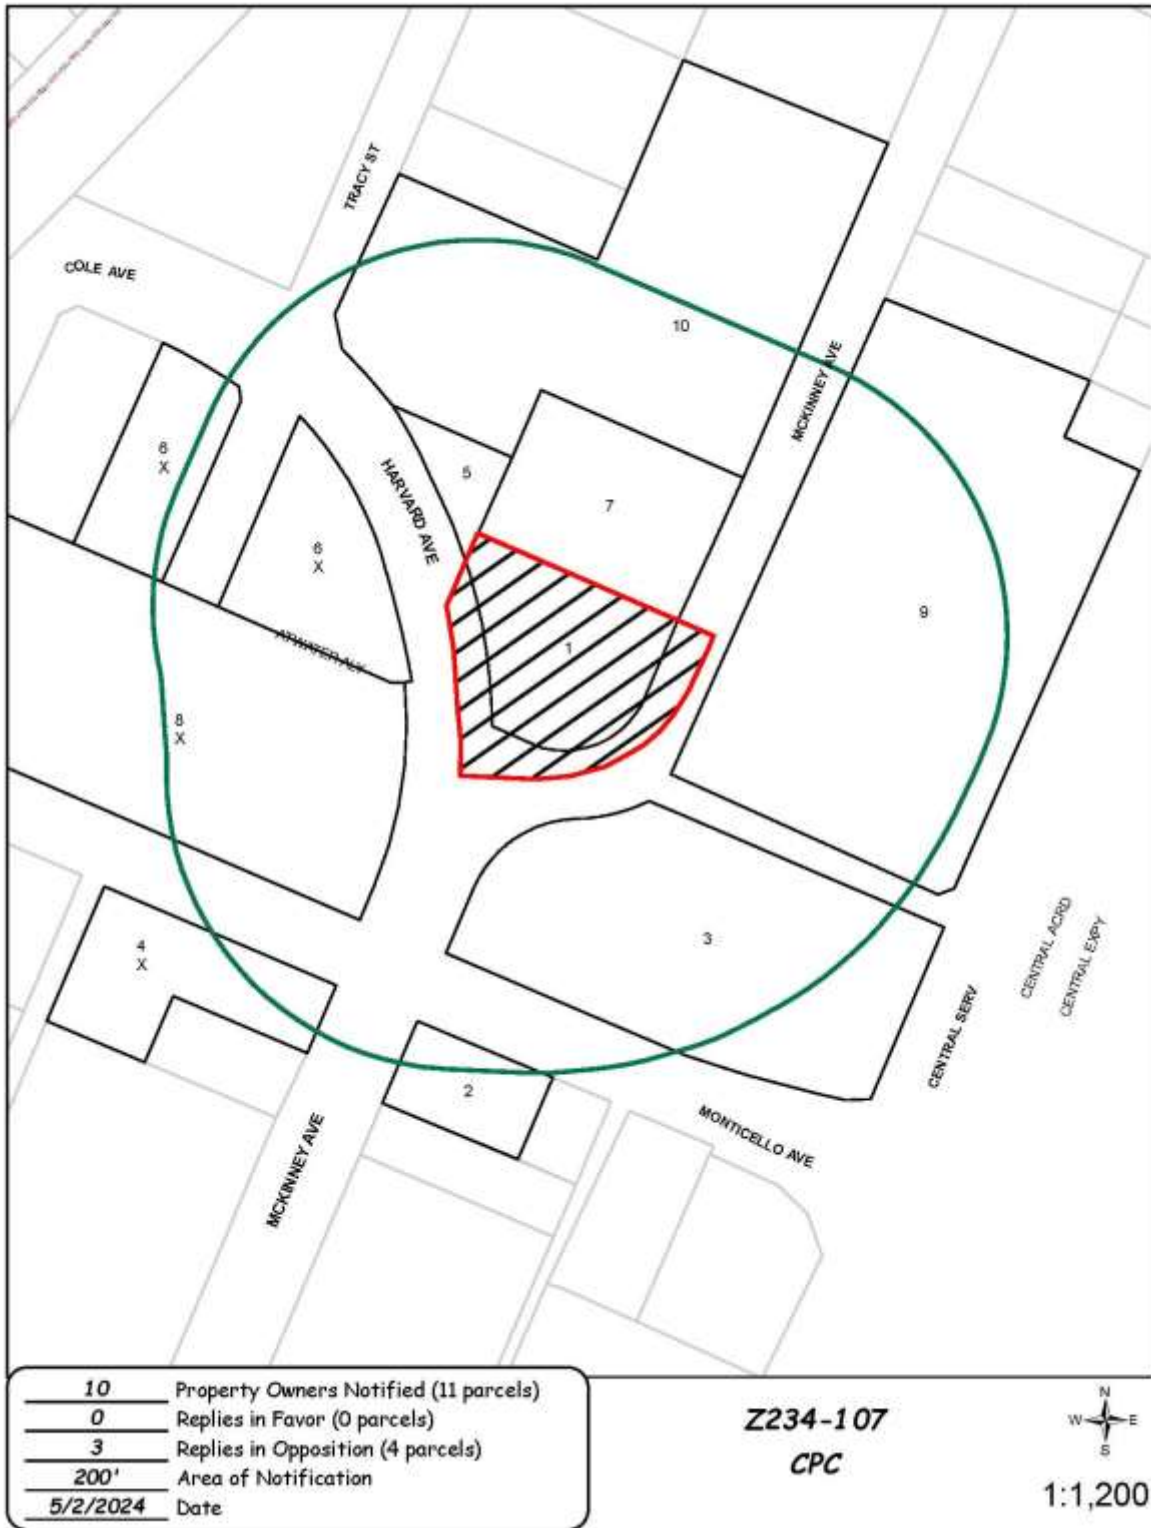 TRACY ST
COLE AVE
10
MCKINNEY AVE
6
X
5
HARVARD AVE
7
6
X
9
1
ATWATER ALY
8
X
3
4
X
CENTRAL ACRD
CENTRAL EXPY
CENTRAL SERV
2
MONTICELLO AVE
MCKINNEY AVE
10 Property Owners Notified (11 parcels)
0 Replies in Favor (0 parcels)
3 Replies in Opposition (4 parcels)
200' Area of Notification
5/2/2024 Date
Z234-107
CPC
N
W E
S
1:1,200